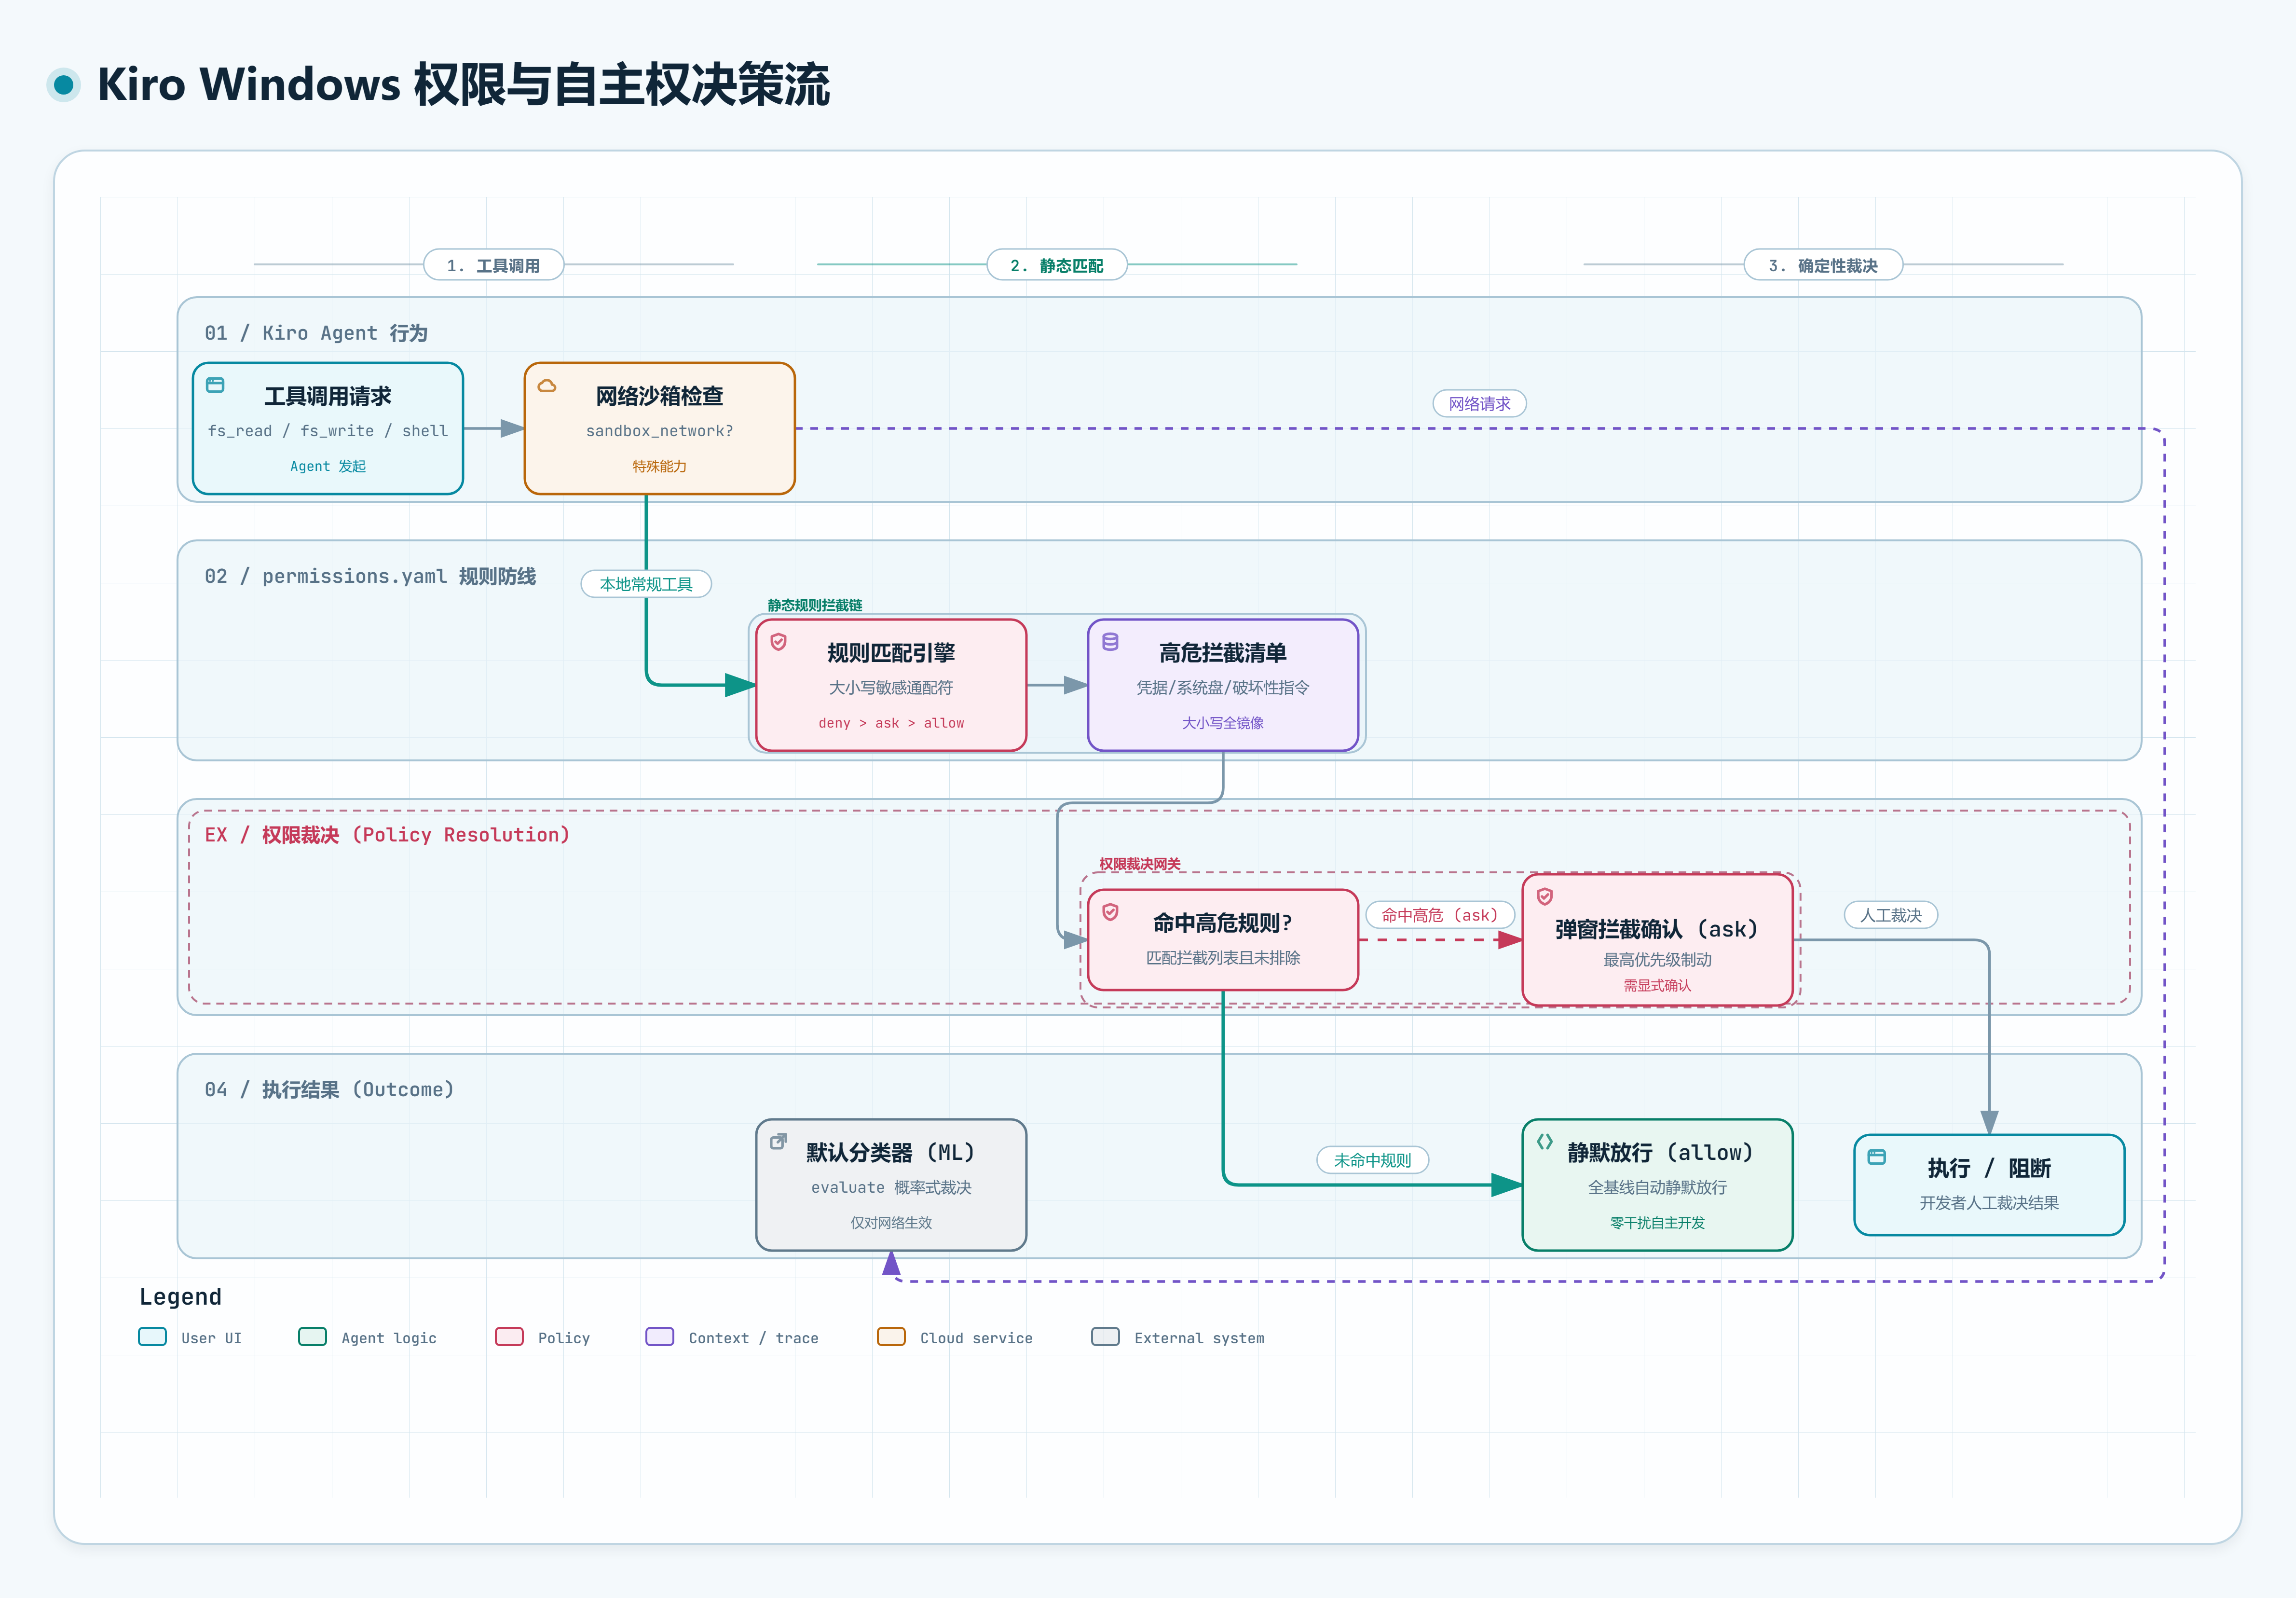 Kiro Windows 权限与自主权决策流
1. 工具调用
2. 静态匹配
3. 确定性裁决
01 / Kiro Agent 行为
工具调用请求
fs_read / fs_write / shell
Agent 发起
网络沙箱检查
sandbox_network?
特殊能力
网络请求
02 / permissions.yaml 规则防线
本地常规工具
静态规则拦截链
规则匹配引擎
大小写敏感通配符
deny > ask > allow
高危拦截清单
凭据/系统盘/破坏性指令
大小写全镜像
EX / 权限裁决 (Policy Resolution)
权限裁决网关
命中高危规则?
匹配拦截列表且未排除
命中高危 (ask)
弹窗拦截确认 (ask)
最高优先级制动
需显式确认
人工裁决
04 / 执行结果 (Outcome)
默认分类器 (ML)
evaluate 概率式裁决
仅对网络生效
未命中规则
静默放行 (allow)
全基线自动静默放行
零干扰自主开发
执行 / 阻断
开发者人工裁决结果
Legend
User UI
Agent logic
Policy
Context / trace
Cloud service
External system